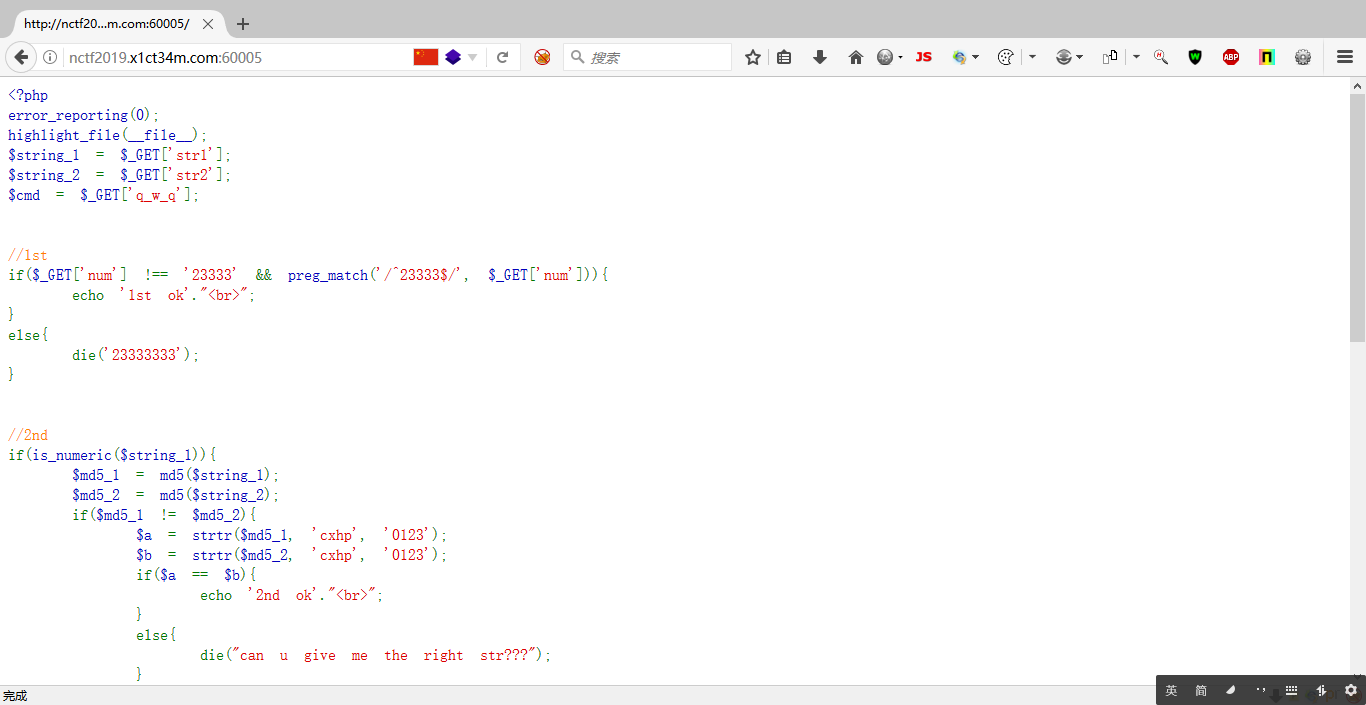 http://nctf20...m.com:60005/
nctf2019.x1ct34m.com:60005
搜索
JS
ABP
<?php
error_reporting(0);
highlight_file(__file__);
$string_1 = $_GET['str1'];
$string_2 = $_GET['str2'];
$cmd = $_GET['q_w_q'];
//1st
if($_GET['num'] !== '23333' && preg_match('/^23333$/', $_GET['num'])){
echo '1st ok'."<br>";
}
else{
die('23333333');
}
//2nd
if(is_numeric($string_1)){
$md5_1 = md5($string_1);
$md5_2 = md5($string_2);
if($md5_1 != $md5_2){
$a = strtr($md5_1, 'cxhp', '0123');
$b = strtr($md5_2, 'cxhp', '0123');
if($a == $b){
echo '2nd ok'."<br>";
}
else{
die("can u give me the right str???");
}
完成
英 简